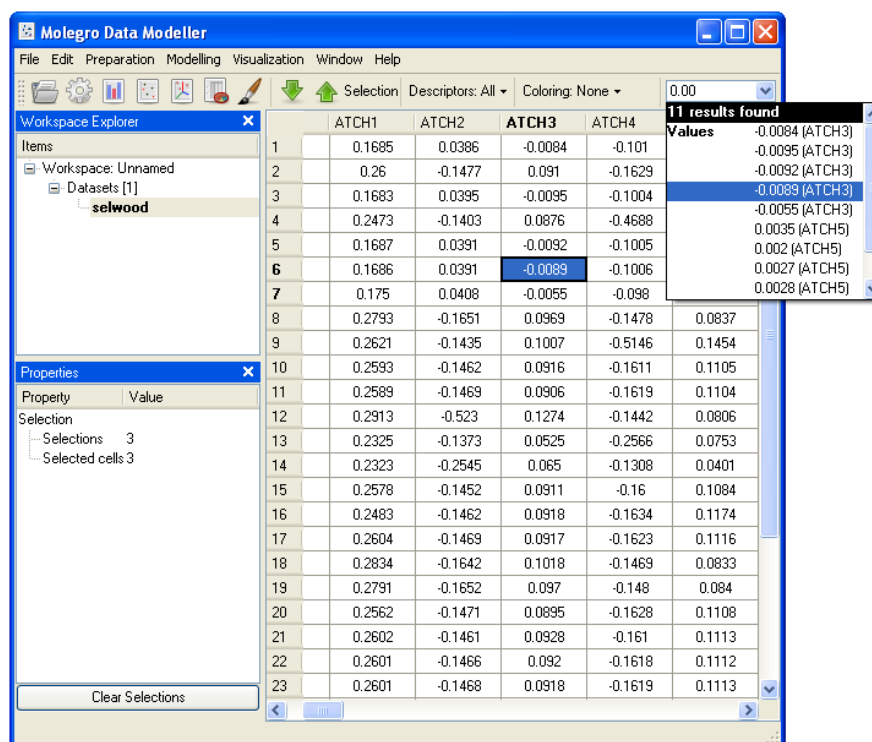 Molegro Data Modeller
File Edit Preparation Modelling Visualization Window Help
Selection Descriptors: All Coloring: None 0.00
11 results found
Values -0.0084 (ATCH3)
-0.0095 (ATCH3)
-0.0092 (ATCH3)
-0.0089 (ATCH3)
-0.0055 (ATCH3)
0.0035 (ATCH5)
0.002 (ATCH5)
0.0027 (ATCH5)
0.0028 (ATCH5)
Workspace Explorer
Items
Workspace: Unnamed
Datasets [1]
selwood
Properties
Property Value
Selection
Selections 3
Selected cells 3
Clear Selections
ATCH1 ATCH2 ATCH3 ATCH4
1 0.1685 0.0386 -0.0084 -0.101
2 0.26 -0.1477 0.091 -0.1629
3 0.1683 0.0395 -0.0095 -0.1004
4 0.2473 -0.1403 0.0876 -0.4688
5 0.1687 0.0391 -0.0092 -0.1005
6 0.1686 0.0391 -0.0089 -0.1006
7 0.175 0.0408 -0.0055 -0.098
8 0.2793 -0.1651 0.0969 -0.1478 0.0837
9 0.2621 -0.1435 0.1007 -0.5146 0.1454
10 0.2593 -0.1462 0.0916 -0.1611 0.1105
11 0.2589 -0.1469 0.0906 -0.1619 0.1104
12 0.2913 -0.523 0.1274 -0.1442 0.0806
13 0.2325 -0.1373 0.0525 -0.2566 0.0753
14 0.2323 -0.2545 0.065 -0.1308 0.0401
15 0.2578 -0.1452 0.0911 -0.16 0.1084
16 0.2483 -0.1462 0.0918 -0.1634 0.1174
17 0.2604 -0.1469 0.0917 -0.1623 0.1116
18 0.2834 -0.1642 0.1018 -0.1469 0.0833
19 0.2791 -0.1652 0.097 -0.148 0.084
20 0.2562 -0.1471 0.0895 -0.1628 0.1108
21 0.2602 -0.1461 0.0928 -0.161 0.1113
22 0.2601 -0.1466 0.092 -0.1618 0.1112
23 0.2601 -0.1468 0.0918 -0.1619 0.1113